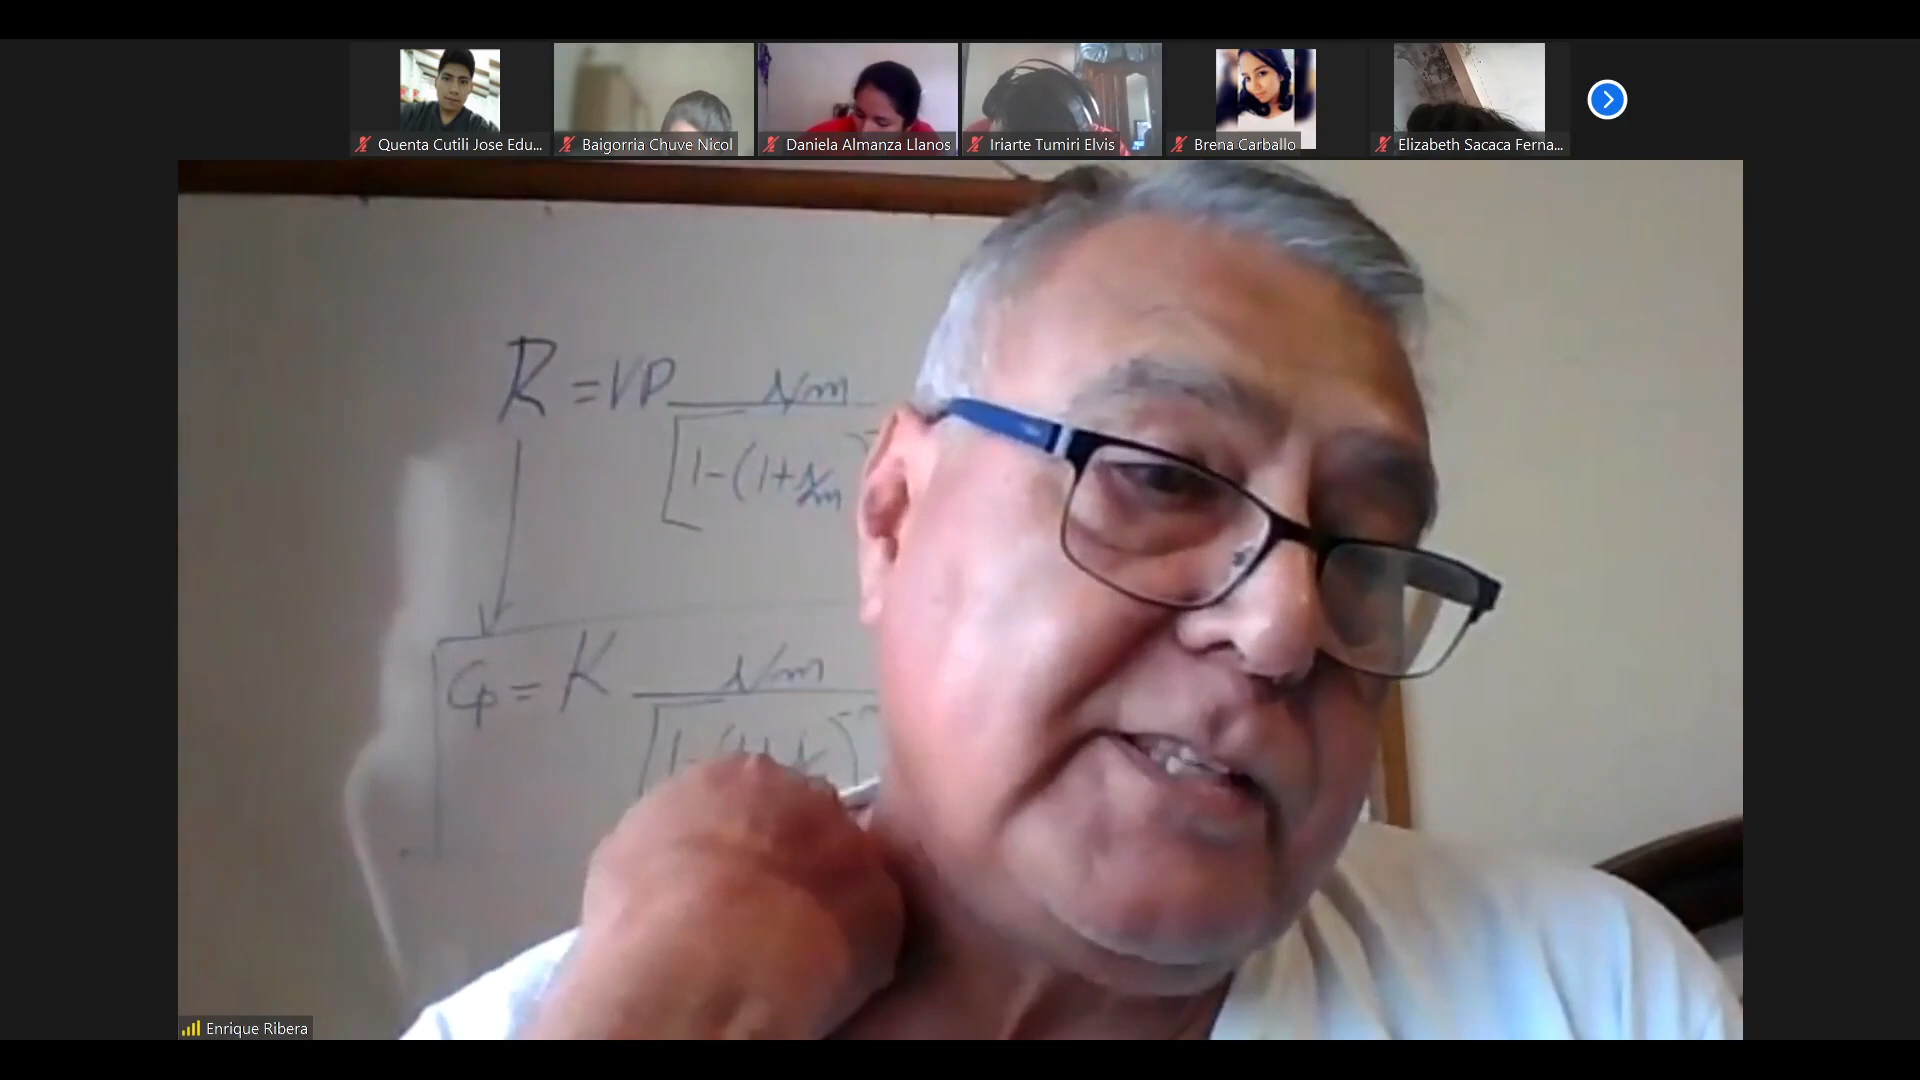 Quenta Cutili Jose Edu...
Baigorria Chuve Nicol
Daniela Almanza Llanos
Iriarte Tumiri Elvis
Brena Carballo
Elizabeth Sacaca Ferna...
R = VP
[1-(1+
Cp = K
Enrique Ribera